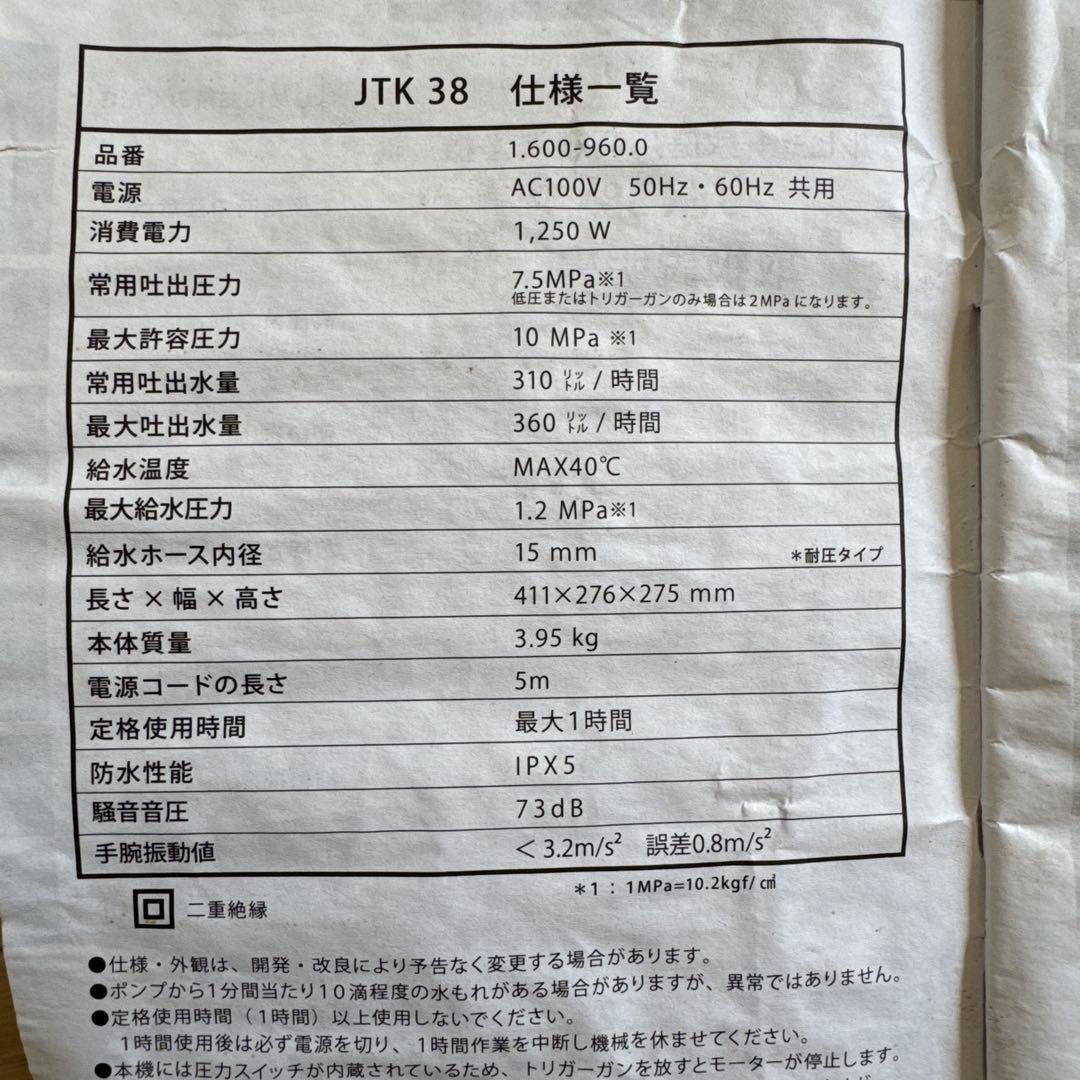 JTK 38 仕様一覧
品番 1.600-960.0
電源 AC100V 50Hz・60Hz 共用
消費電力 1,250 W
常用吐出圧力 7.5MPa※1
低圧またはトリガーガンのみ場合は2MPaになります。
最大許容圧力 10 MPa ※1
常用吐出水量 310 ㍑ / 時間
最大吐出水量 360 ㍑ / 時間
給水温度 MAX40℃
最大給水圧力 1.2 MPa※1
給水ホース内径 15 mm *耐圧タイプ
長さ × 幅 × 高さ 411×276×275 mm
本体質量 3.95 kg
電源コードの長さ 5m
定格使用時間 最大1時間
防水性能 IPX5
騒音音圧 73dB
手腕振動値 < 3.2m/s² 誤差0.8m/s²
*1 : 1MPa=10.2kgf/㎠
二重絶縁
●仕様・外観は、開発・改良により予告なく変更する場合があります。
●ポンプから1分間当たり10滴程度の水もれがある場合がありますが、異常ではありません。
●定格使用時間（1時間）以上使用しないでください。
1時間使用後は必ず電源を切り、1時間作業を中断し機械を休ませてください。
●本機には圧力スイッチが内蔵されているため、トリガーガンを放すとモーターが停止します。